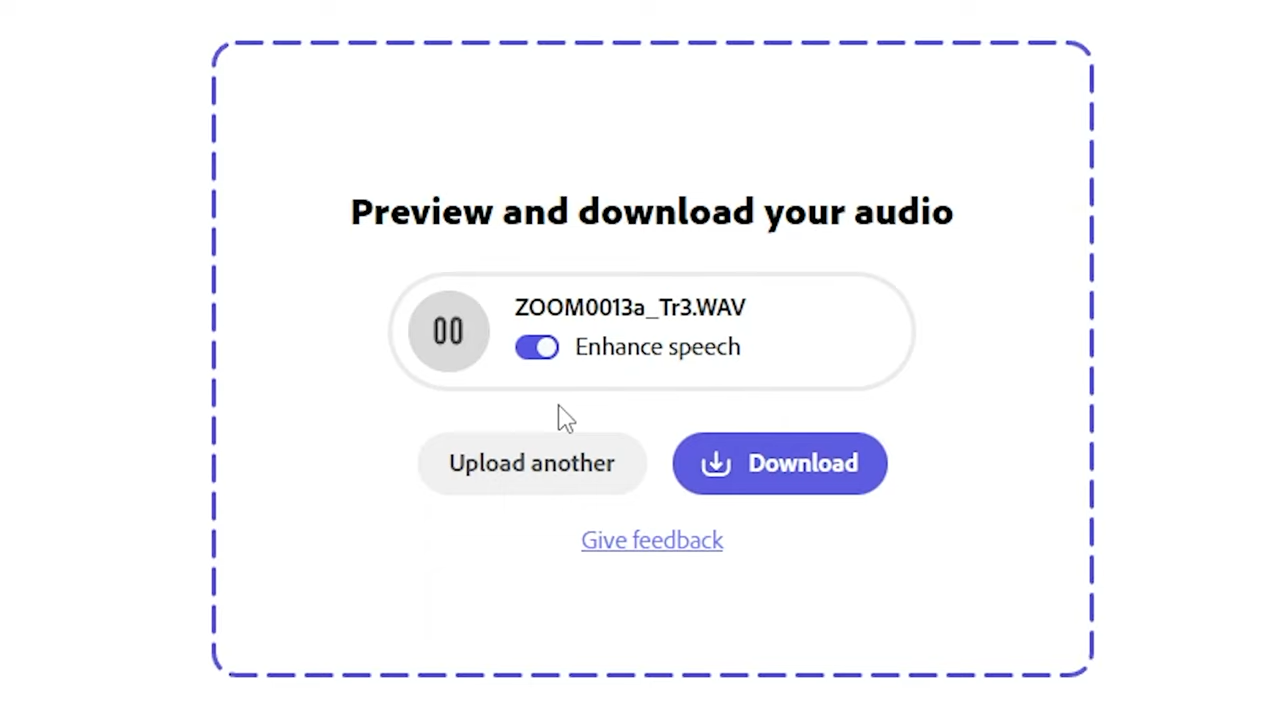 Preview and download your audio
ZOOM0013a_Tr3.WAV
Enhance speech
Upload another
Download
Give feedback